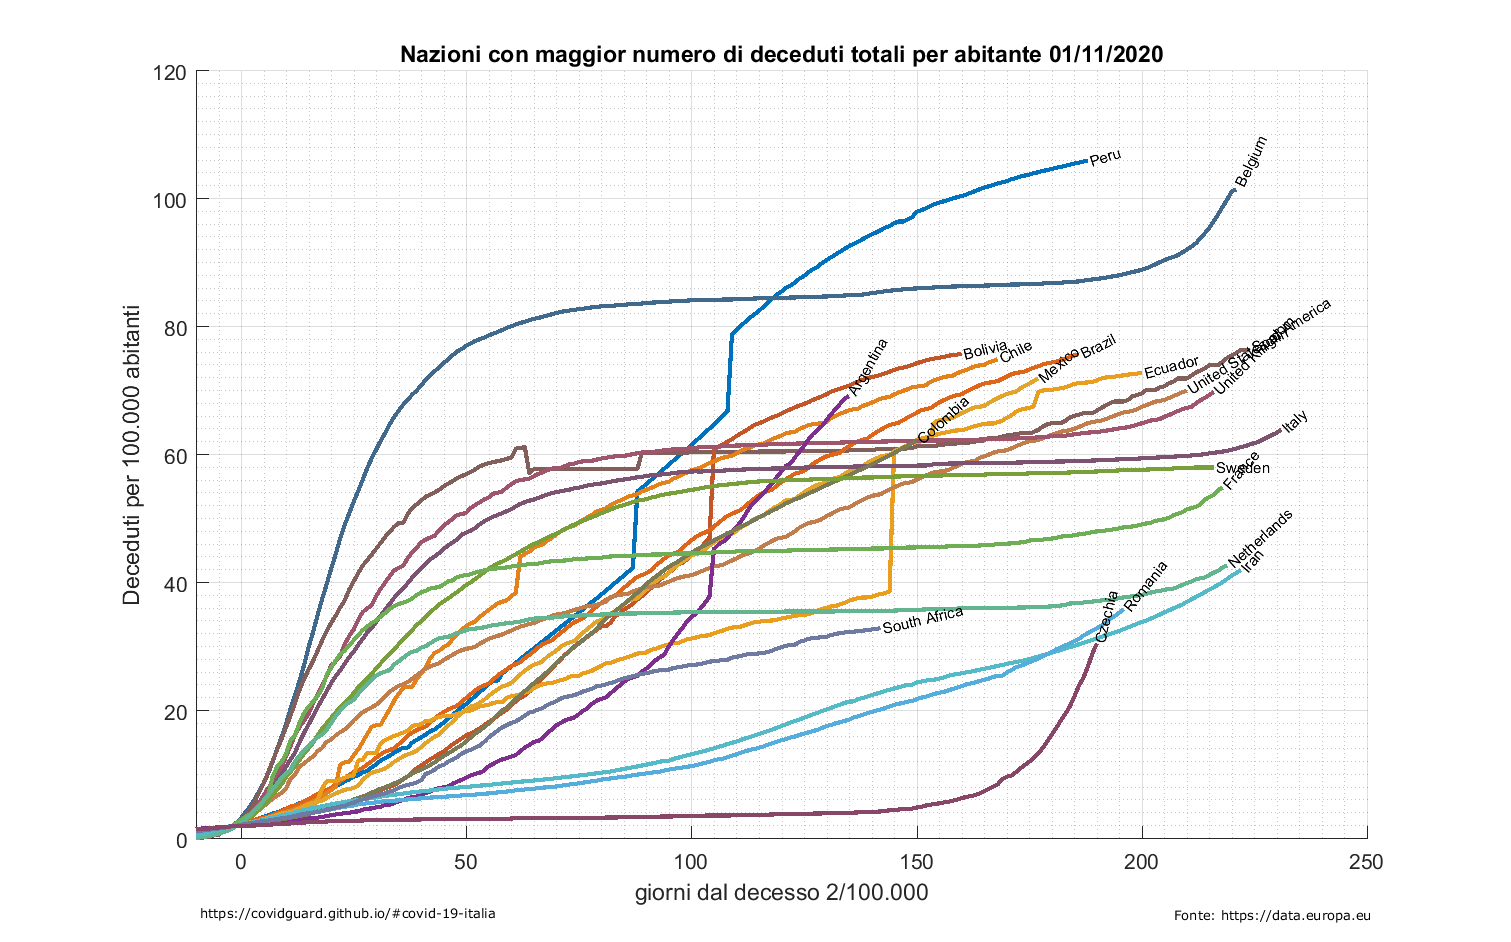 Nazioni con maggior numero di deceduti totali per abitante 01/11/2020
Deceduti per 100.000 abitanti
120
100
80
60
40
20
0
Peru
Belgium
Argentina
Bolivia
Chile
Mexico
Brazil
Ecuador
United States of America
Spain
United Kingdom
Colombia
Italy
Sweden
France
Netherlands
Iran
Romania
Czechia
South Africa
0
50
100
150
200
250
giorni dal decesso 2/100.000
https://covidguard.github.io/#covid-19-italia
Fonte: https://data.europa.eu